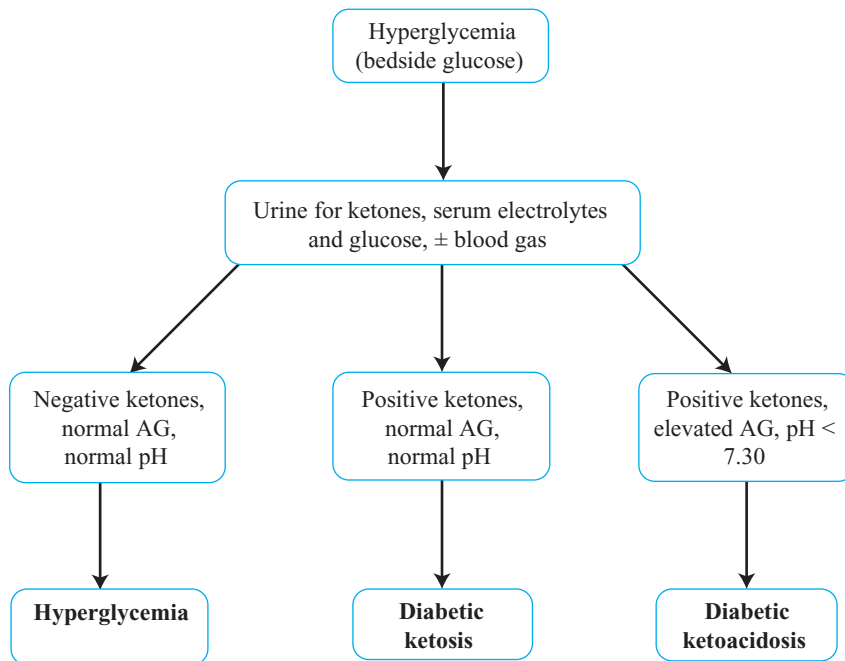 Hyperglycemia
(bedside glucose)
Urine for ketones, serum electrolytes
and glucose, ± blood gas
Negative ketones,
normal AG,
normal pH
Positive ketones,
normal AG,
normal pH
Positive ketones,
elevated AG, pH <
7.30
Hyperglycemia
Diabetic
ketosis
Diabetic
ketoacidosis